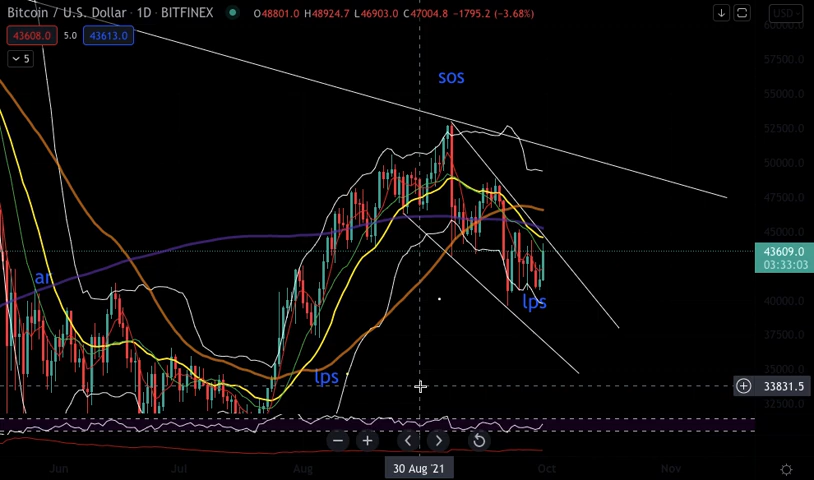 Bitcoin / U.S. Dollar · 1D · BITFINEX O48801.0 H48924.7 L46903.0 C47004.8 −1795.2 (−3.68%) USD
43608.0 5.0 43613.0
5
60000.0
57500.0
55000.0
52500.0
50000.0
47500.0
45000.0
43609.0
03:33:03
40000.0
37500.0
35000.0
33831.5
32500.0
sos
ar
lps
lps
Jun Jul Aug 30 Aug '21 Oct Nov